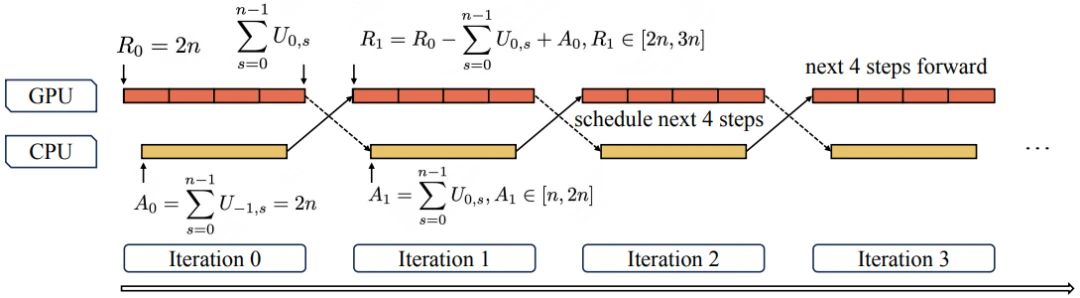 R_0 = 2n
\sum_{s=0}^{n-1} U_{0,s}
R_1 = R_0 - \sum_{s=0}^{n-1} U_{0,s} + A_0, R_1 ∈ [2n, 3n]
next 4 steps forward
GPU
schedule next 4 steps
CPU
...
A_0 = \sum_{s=0}^{n-1} U_{-1,s} = 2n
A_1 = \sum_{s=0}^{n-1} U_{0,s}, A_1 ∈ [n, 2n]
Iteration 0
Iteration 1
Iteration 2
Iteration 3